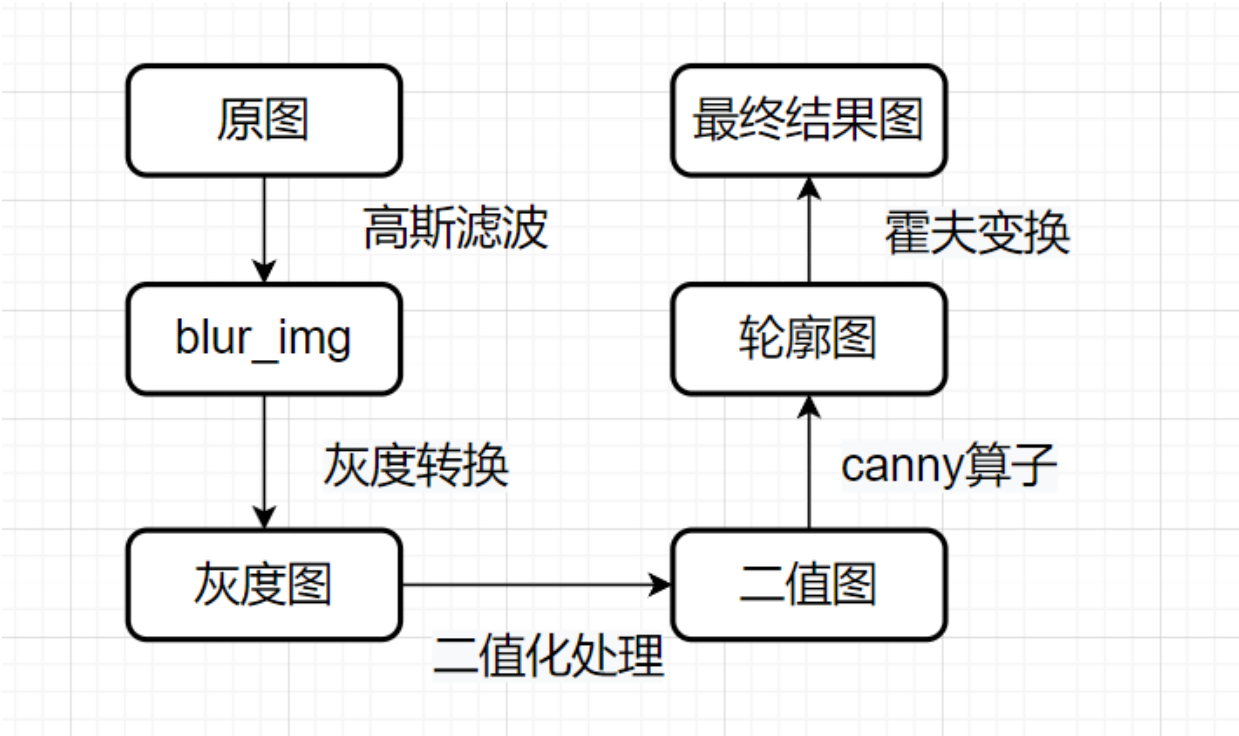 原图
高斯滤波
blur_img
灰度转换
灰度图
二值化处理
二值图
canny算子
轮廓图
霍夫变换
最终结果图